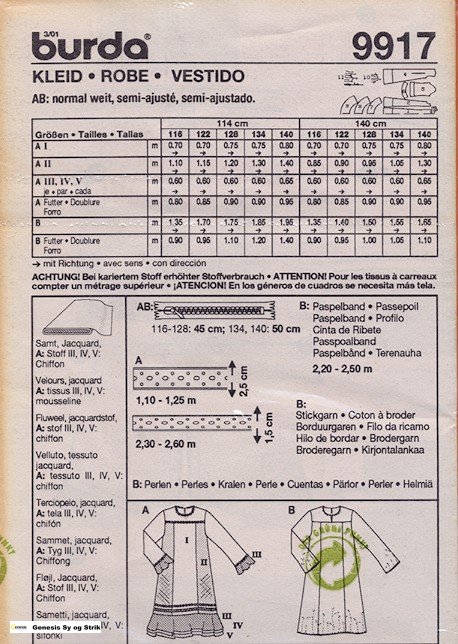 3/01
burda®
9917
KLEID • ROBE • VESTIDO
AB: normal weit, semi-ajusté, semi-ajustado.
114 cm 140 cm
Größen • Tailles • Tallas 116 122 128 134 140 116 122 128 134 140
A I m 0.70 0.70 0.75 0.75 0.80 0.70 0.70 0.75 0.75 0.80
A II m 1.10 1.15 1.20 1.30 1.40 0.85 0.90 0.95 1.05 1.30
A III, IV, V m 0.60 0.60 0.65 0.65 0.65 0.60 0.60 0.60 0.60 0.65
je • par • cada
A Futter • Doublure m 0.80 0.85 0.90 0.95 0.95 0.75 0.75 0.75 0.80 0.80
Forro
B m 1.35 1.70 1.75 1.85 1.95 1.35 1.40 1.50 1.55 1.65
B Futter • Doublure m 0.90 0.95 1.10 1.20 1.40 0.90 0.95 1.00 1.05 1.10
Forro
→ mit Richtung • avec sens • con dirección
ACHTUNG! Bei kariertem Stoff erhöhter Stoffverbrauch • ATTENTION! Pour les tissus à carreaux
compter un métrage supérieur • ¡ATENCION! En los géneros de cuadros se necesita más tela.
Samt, Jacquard,
A: Stoff III, IV, V:
Chiffon
Velours, jacquard
A: tissus III, IV, V:
mousseline
Fluweel, jacquardstof,
A: stof III, IV, V:
chiffon
Velluto, tessuto
jacquard,
A: tessuto III, IV, V:
chiffon
Terciopelo, jacquard,
A: tela III, IV, V:
chifón
Sammet, jacquard,
A: Tyg III, IV, V:
Chiffong
Fløjl, Jacquard,
A: Stof III, IV, V:
Chiffon
Sametti, jacquard,
IV, V:
sifonki
AB:
116-128: 45 cm; 134, 140: 50 cm
A
2,5 cm
1,10 - 1,25 m
1,5 cm
2,30 - 2,60 m
B: Paspelband • Passepoil
Paspelband • Profilo
Cinta de Ribete
Passpoalband
Paspelbånd • Terenauha
2,20 - 2,50 m
B:
Stickgarn • Coton à broder
Borduurgaren • Filo da ricamo
Hilo de bordar • Brodergarn
Broderegarn • Kirjontalankaa
B: Perlen • Perles • Kralen • Perle • Cuentas • Pärlor • Perler • Helmiä
A
I
II
III
III
IV
V
B
DER GRÜNE PUNKT
PUNKT
Genesis Sy og Strik